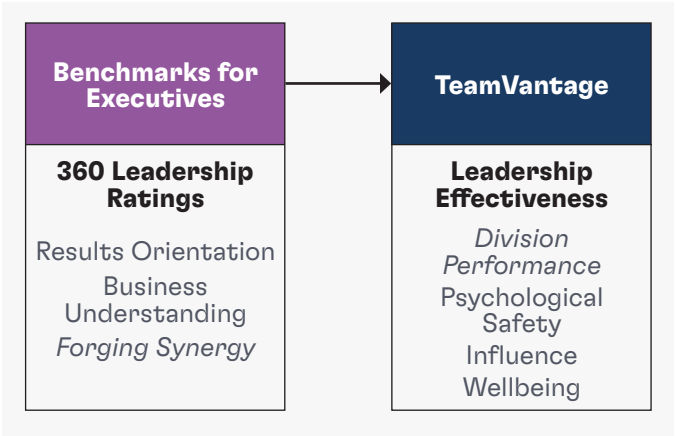 Benchmarks for
Executives
360 Leadership
Ratings
Results Orientation
Business
Understanding
Forging Synergy
TeamVantage
Leadership
Effectiveness
Division
Performance
Psychological
Safety
Influence
Wellbeing